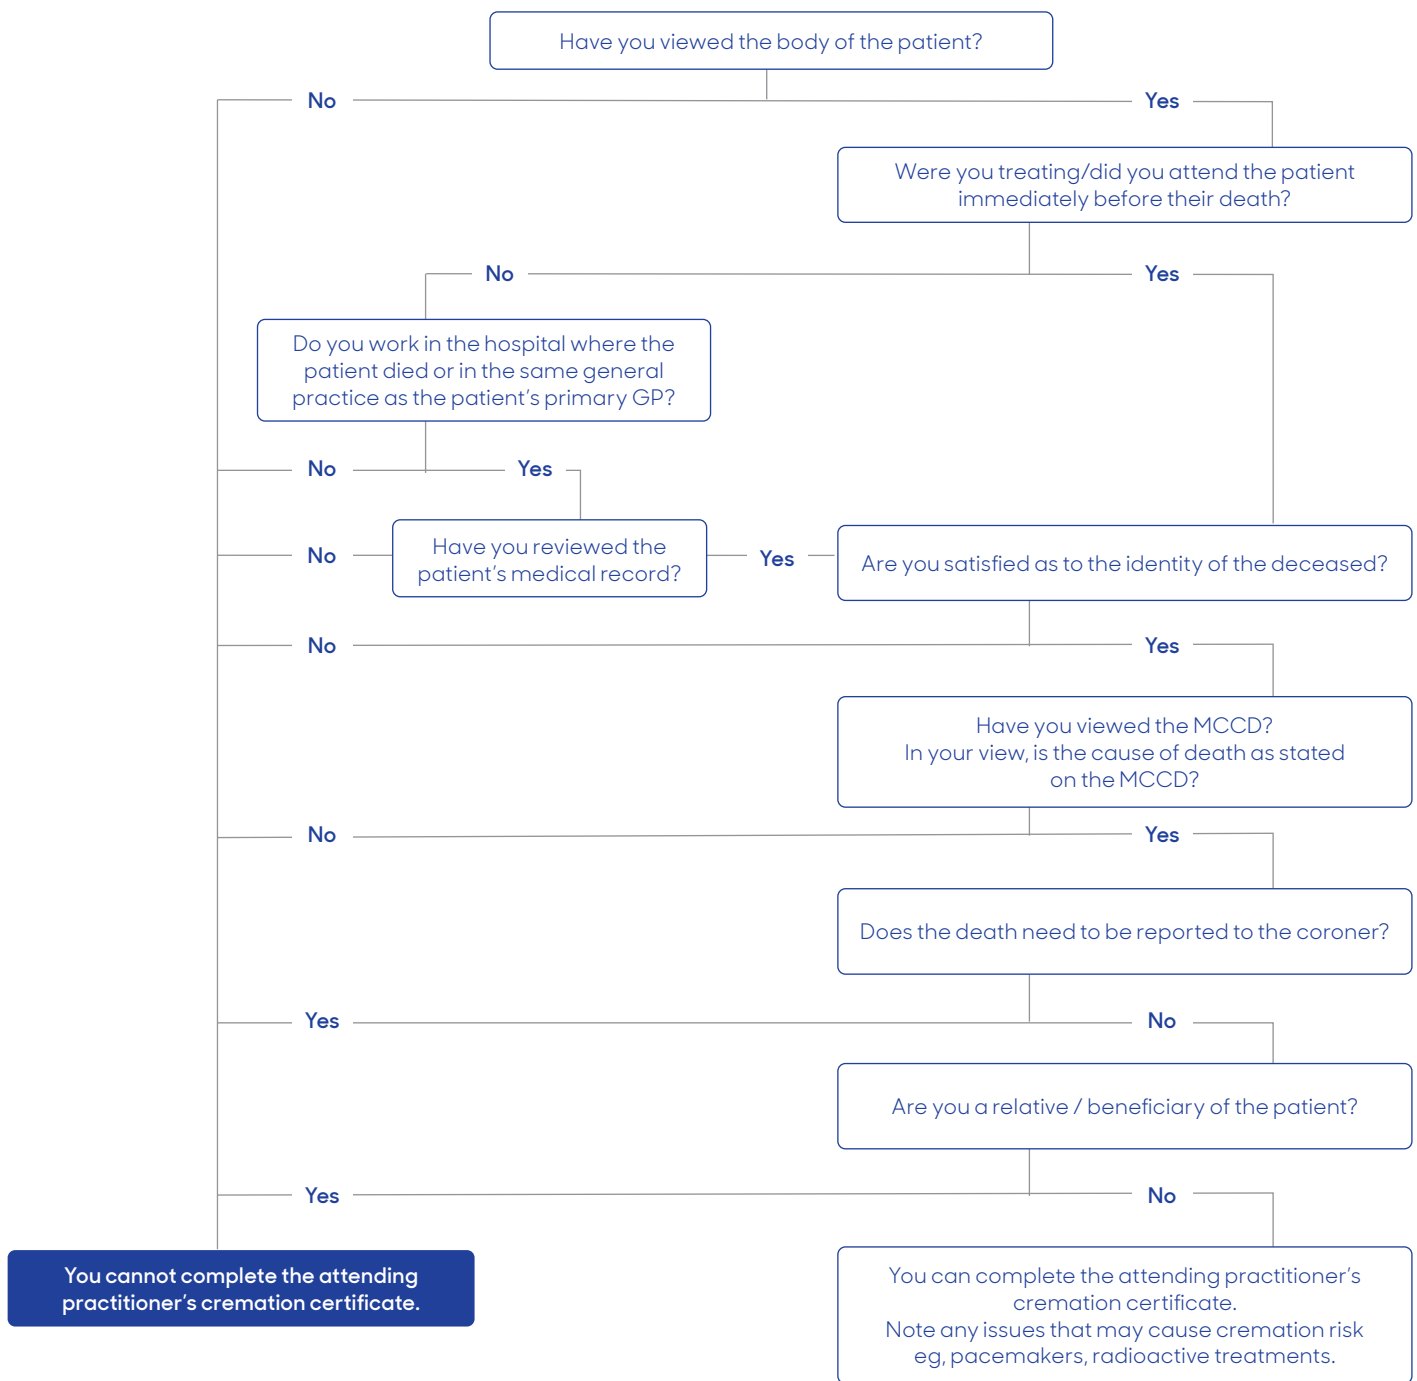 Have you viewed the body of the patient?
No
Yes
Were you treating/did you attend the patient
immediately before their death?
No
Yes
Do you work in the hospital where the
patient died or in the same general
practice as the patient’s primary GP?
No
Yes
Have you reviewed the
patient’s medical record?
No
Yes
Are you satisfied as to the identity of the deceased?
No
Yes
Have you viewed the MCCD?
In your view, is the cause of death as stated
on the MCCD?
No
Yes
Does the death need to be reported to the coroner?
Yes
No
Are you a relative / beneficiary of the patient?
Yes
No
You cannot complete the attending
practitioner’s cremation certificate.
You can complete the attending practitioner’s
cremation certificate.
Note any issues that may cause cremation risk
eg, pacemakers, radioactive treatments.